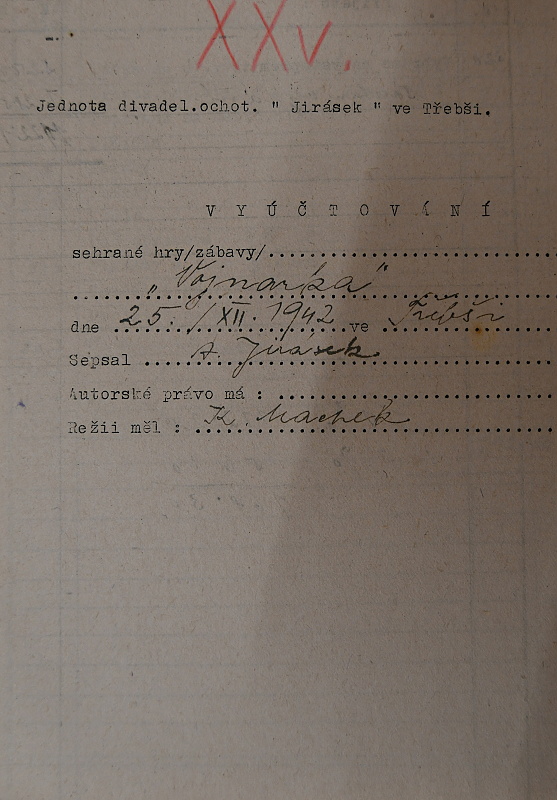 XXV.
Jednota divadel.ochot. " Jirásek " ve Třebši.
V Y Ú Č T O V Á N Í
sehrané hry/zábavy/..............................
"Vojnarka"
dne 25./XII. 1942 ve Třebši
Sepsal A. Jirásek
Autorské právo má : ..............................
Režii měl : K. Machek